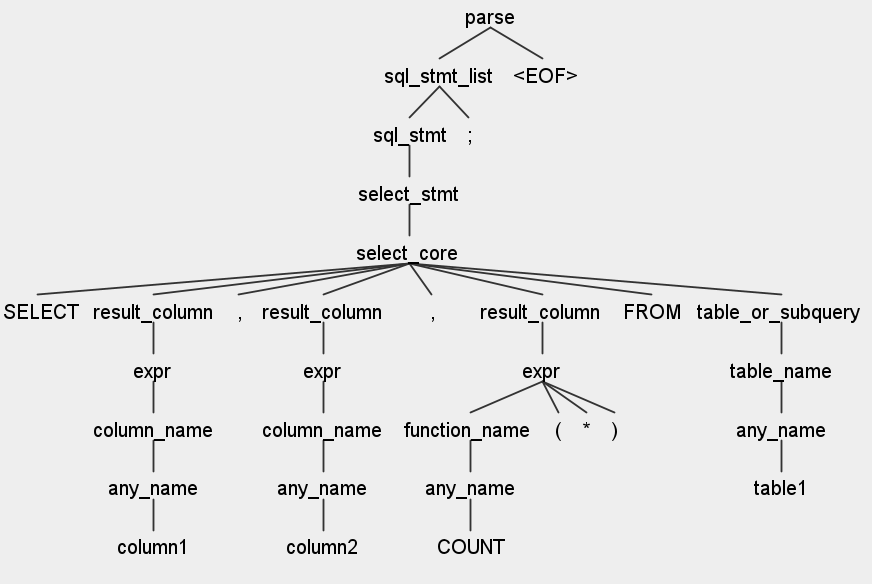 parse
sql_stmt_list <EOF>
sql_stmt ;
select_stmt
select_core
SELECT result_column , result_column , result_column FROM table_or_subquery
expr expr expr table_name
column_name column_name function_name ( * ) any_name
any_name any_name any_name table1
column1 column2 COUNT